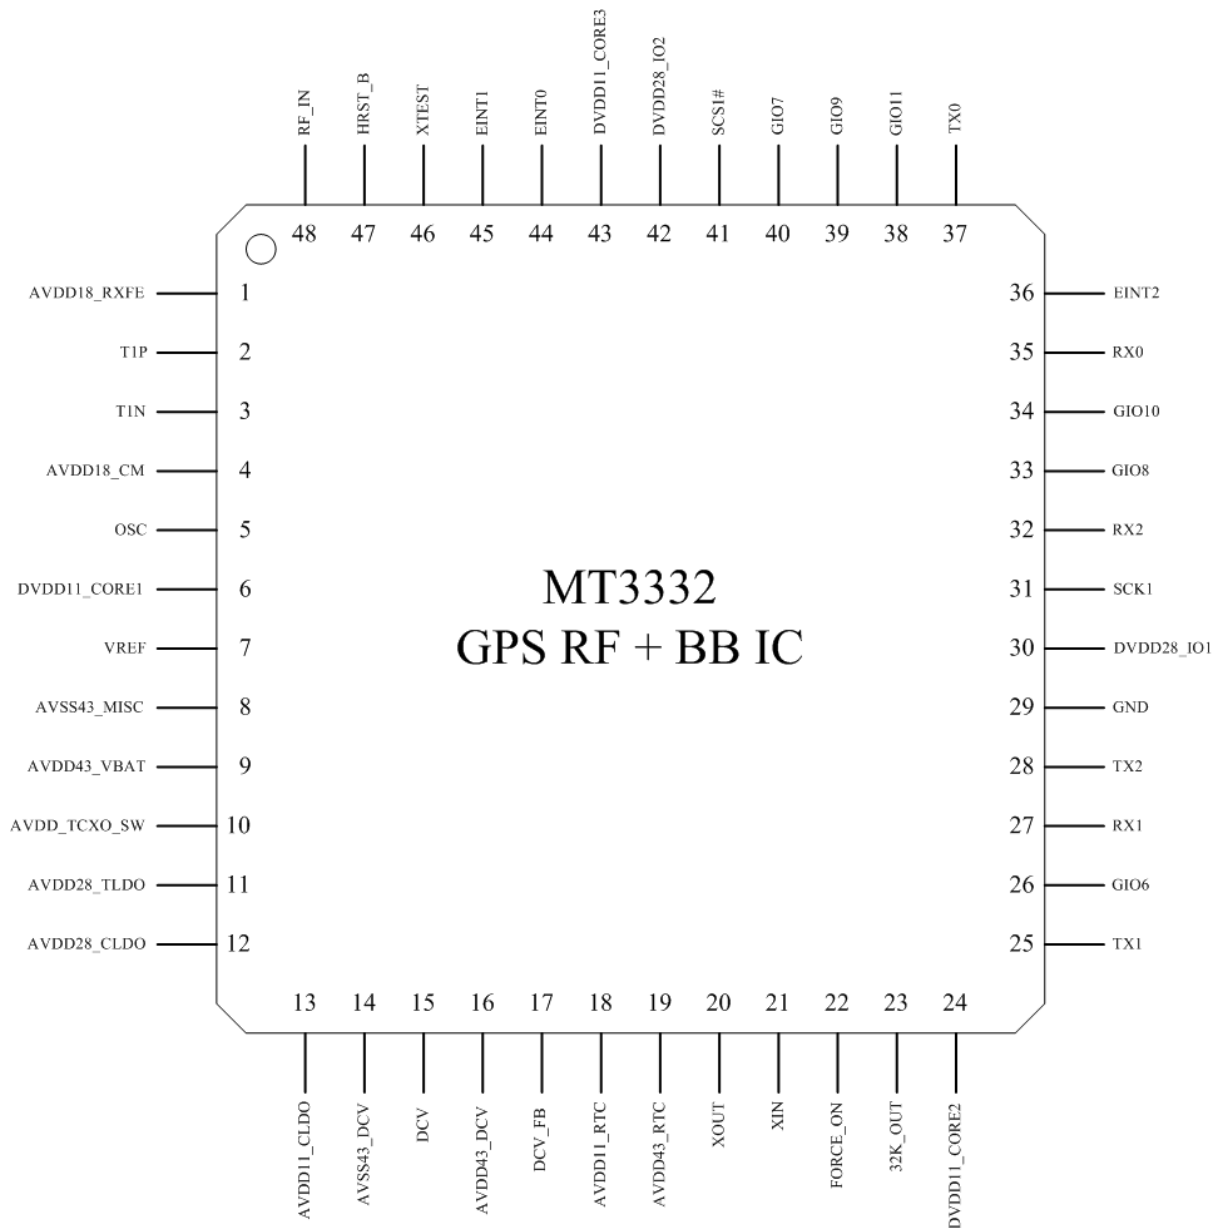 RF_IN
HRST_B
XTEST
EINT1
EINT0
DVDD11_CORE3
DVDD28_IO2
SCS1#
GIO7
GIO9
GIO11
TX0
48
47
46
45
44
43
42
41
40
39
38
37
AVDD18_RXFE
1
T1P
2
T1N
3
AVDD18_CM
4
OSC
5
DVDD11_CORE1
6
VREF
7
AVSS43_MISC
8
AVDD43_VBAT
9
AVDD_TCXO_SW
10
AVDD28_TLDO
11
AVDD28_CLDO
12
MT3332
GPS RF + BB IC
36
EINT2
35
RX0
34
GIO10
33
GIO8
32
RX2
31
SCK1
30
DVDD28_IO1
29
GND
28
TX2
27
RX1
26
GIO6
25
TX1
13
14
15
16
17
18
19
20
21
22
23
24
AVDD11_CLDO
AVSS43_DCV
DCV
AVDD43_DCV
DCV_FB
AVDD11_RTC
AVDD43_RTC
XOUT
XIN
FORCE_ON
32K_OUT
DVDD11_CORE2